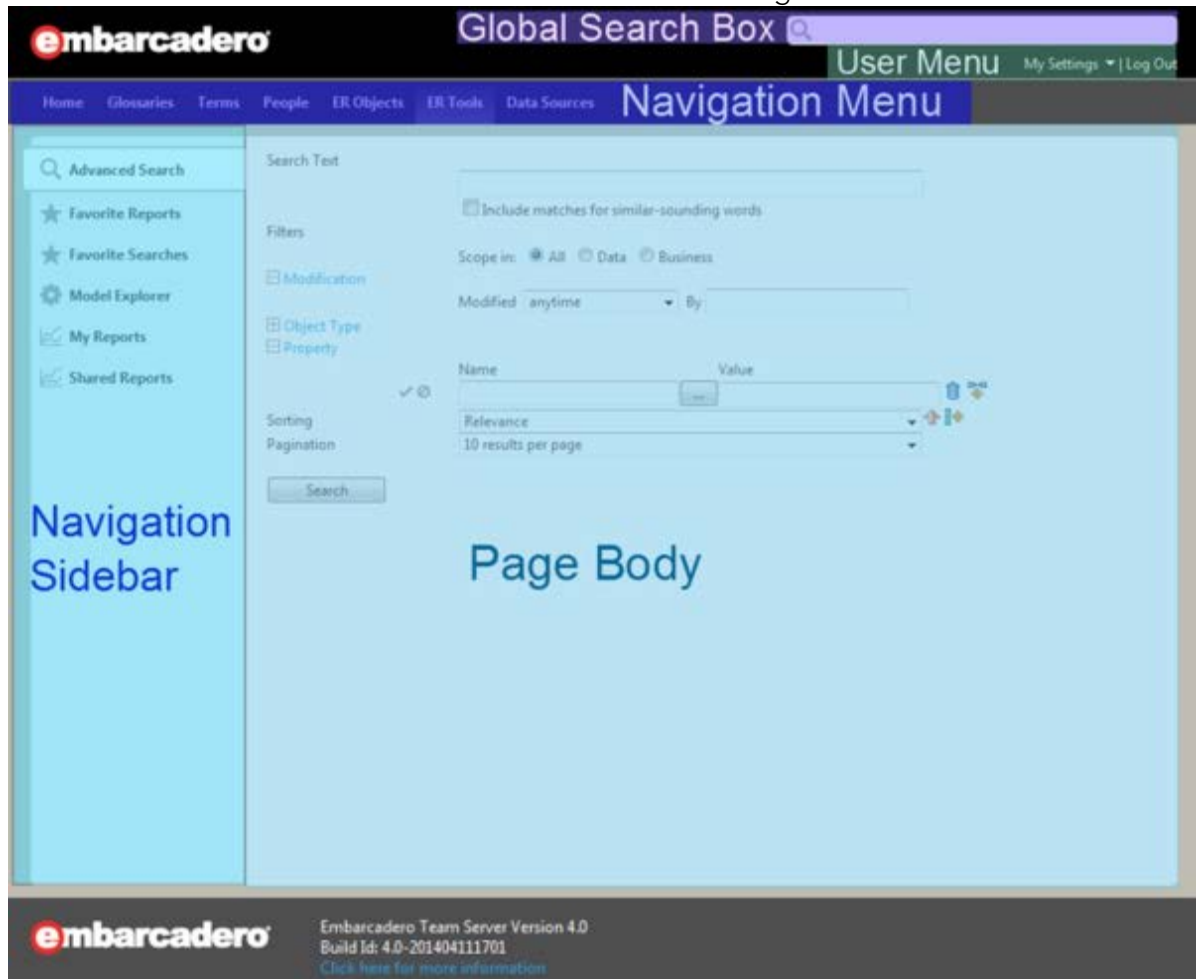 embarcadero
Global Search Box
User Menu My Settings | Log Out
Home Glossaries Terms People ER Objects ER Tools Data Sources Navigation Menu
Advanced Search
Favorite Reports
Favorite Searches
Model Explorer
My Reports
Shared Reports
Navigation
Sidebar
Search Text
Include matches for similar-sounding words
Filters
Scope in: All Data Business
Modification
Modified anytime By
Object Type
Property
Name Value
...
Sorting Relevance
Pagination 10 results per page
Search
Page Body
embarcadero
Embarcadero Team Server Version 4.0
Build Id: 4.0-201404111701
Click here for more information